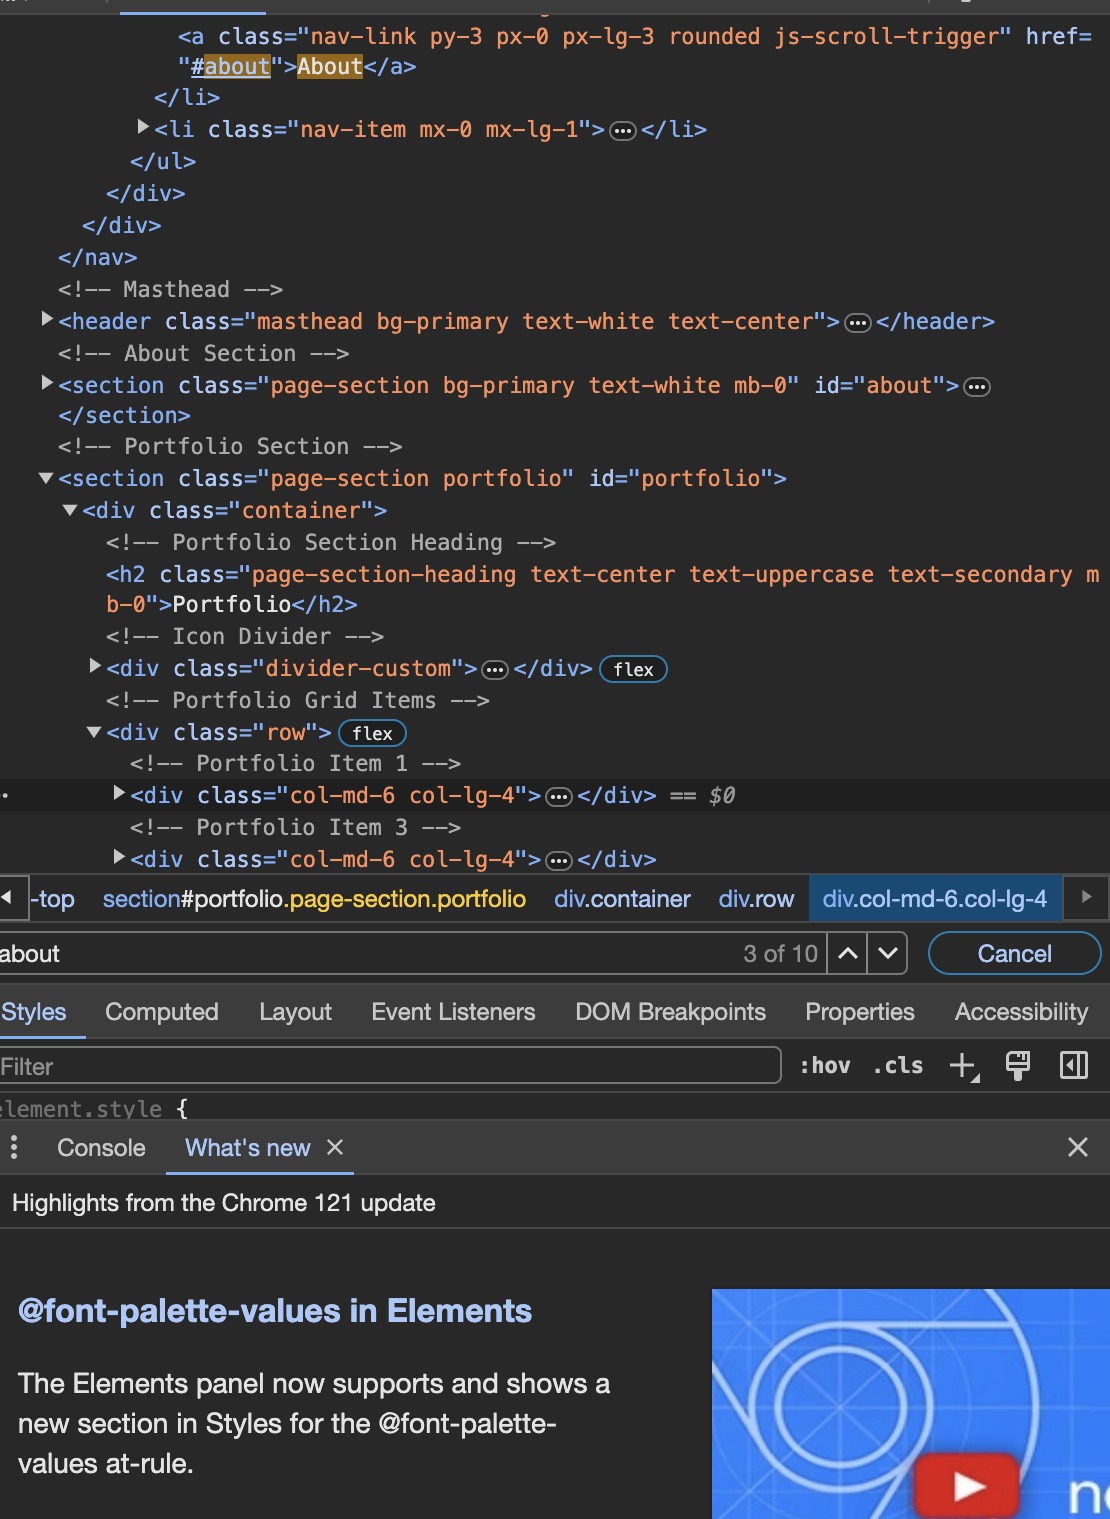 <a class="nav-link py-3 px-0 px-lg-3 rounded js-scroll-trigger" href=
"#about">About</a>
</li>
<li class="nav-item mx-0 mx-lg-1">…</li>
</ul>
</div>
</div>
</nav>
<!-- Masthead -->
<header class="masthead bg-primary text-white text-center">…</header>
<!-- About Section -->
<section class="page-section bg-primary text-white mb-0" id="about">…
</section>
<!-- Portfolio Section -->
<section class="page-section portfolio" id="portfolio">
<div class="container">
<!-- Portfolio Section Heading -->
<h2 class="page-section-heading text-center text-uppercase text-secondary m
b-0">Portfolio</h2>
<!-- Icon Divider -->
<div class="divider-custom">…</div> flex
<!-- Portfolio Grid Items -->
<div class="row"> flex
<!-- Portfolio Item 1 -->
<div class="col-md-6 col-lg-4">…</div> == $0
<!-- Portfolio Item 3 -->
<div class="col-md-6 col-lg-4">…</div>
-top section#portfolio.page-section.portfolio div.container div.row div.col-md-6.col-lg-4
about 3 of 10 Cancel
Styles Computed Layout Event Listeners DOM Breakpoints Properties Accessibility
Filter :hov .cls
element.style {
Console What's new
Highlights from the Chrome 121 update
@font-palette-values in Elements
The Elements panel now supports and shows a
new section in Styles for the @font-palette-
values at-rule.